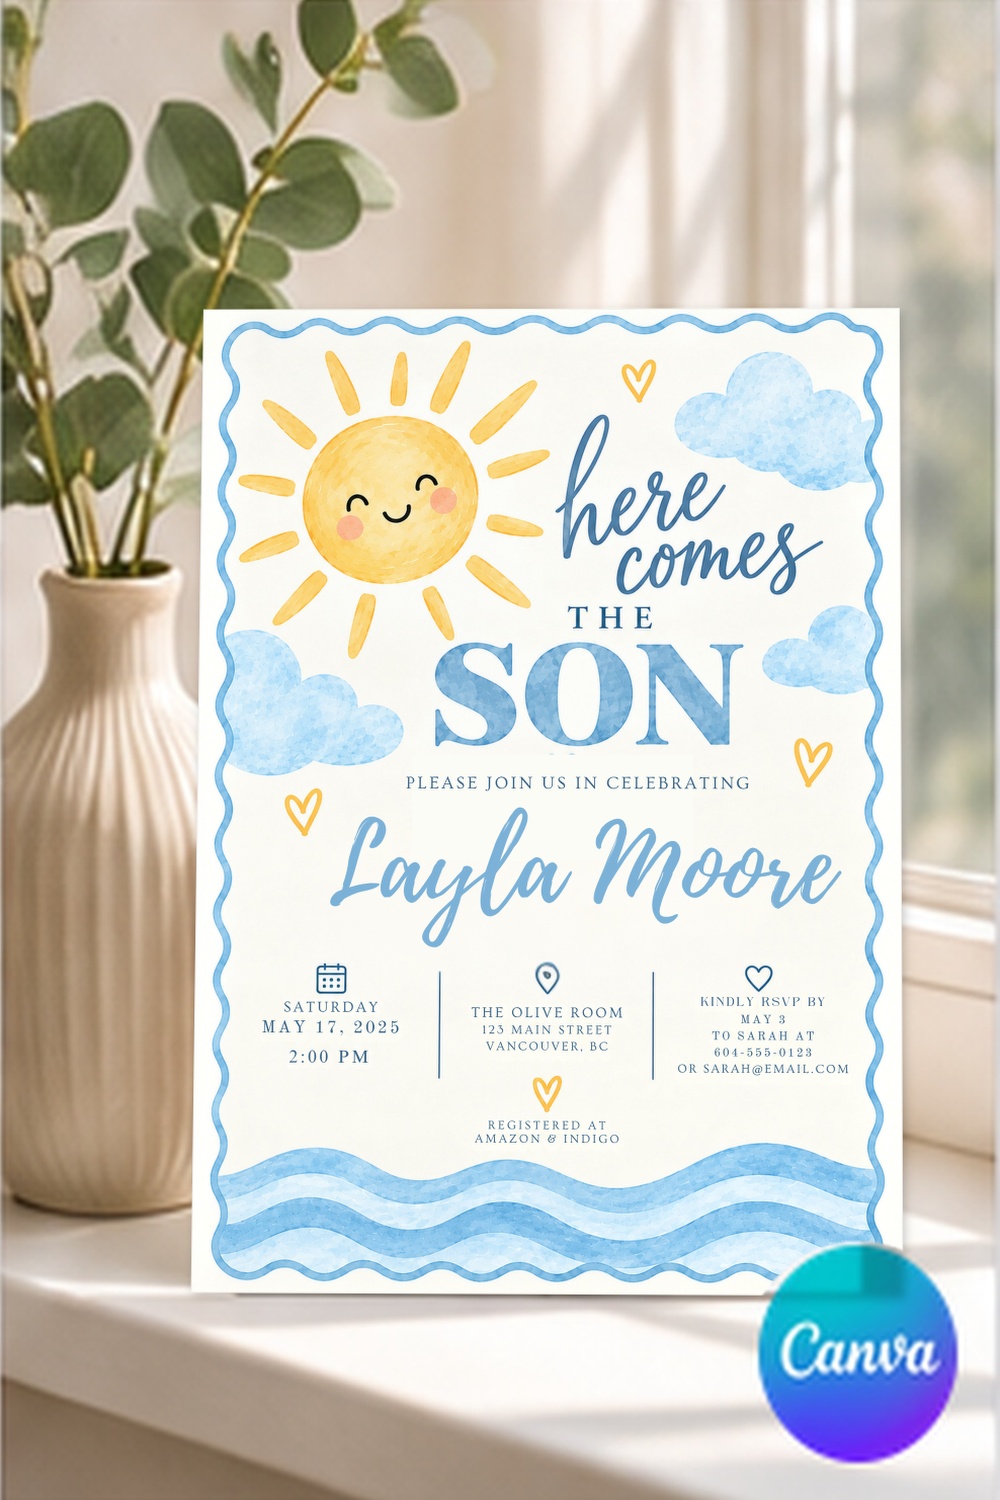 here
comes
THE
SON
PLEASE JOIN US IN CELEBRATING
Layla Moore
SATURDAY
MAY 17, 2025
2:00 PM
THE OLIVE ROOM
123 MAIN STREET
VANCOUVER, BC
KINDLY RSVP BY
MAY 3
TO SARAH AT
604-555-0123
OR SARAH@EMAIL.COM
REGISTERED AT
AMAZON & INDIGO
Canva